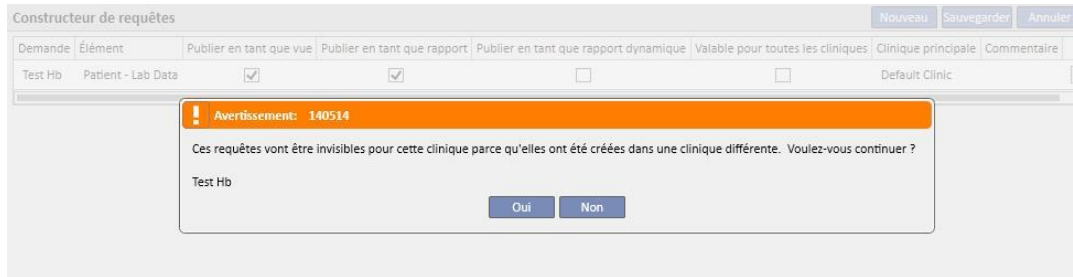 Constructeur de requêtes Nouveau Sauvegarder Annuler
Demande Élément Publier en tant que vue Publier en tant que rapport Publier en tant que rapport dynamique Valable pour toutes les cliniques Clinique principale Commentaire
Test Hb Patient - Lab Data Default Clinic
! Avertissement: 140514
Ces requêtes vont être invisibles pour cette clinique parce qu'elles ont été créées dans une clinique différente. Voulez-vous continuer ?
Test Hb
Oui Non